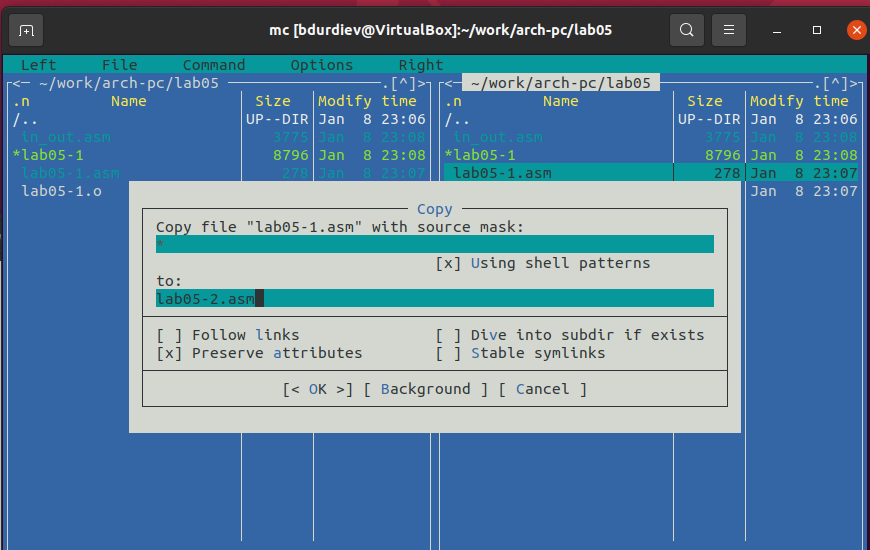 mc [bdurdiev@VirtualBox]:~/work/arch-pc/lab05
Left File Command Options Right
<─ ~/work/arch-pc/lab05 ─.[^]>
.n Name Size Modify time
/.. UP--DIR Jan 8 23:06
in_out.asm 3775 Jan 8 23:08
*lab05-1 8796 Jan 8 23:08
lab05-1.asm 278 Jan 8 23:07
lab05-1.o
<─ ~/work/arch-pc/lab05 ─.[^]>
.n Name Size Modify time
/.. UP--DIR Jan 8 23:06
in_out.asm 3775 Jan 8 23:08
*lab05-1 8796 Jan 8 23:08
lab05-1.asm 278 Jan 8 23:07
Jan 8 23:07
Copy
Copy file "lab05-1.asm" with source mask:
*
[x] Using shell patterns
to:
lab05-2.asm
[ ] Follow links [ ] Dive into subdir if exists
[x] Preserve attributes [ ] Stable symlinks
[< OK >] [ Background ] [ Cancel ]